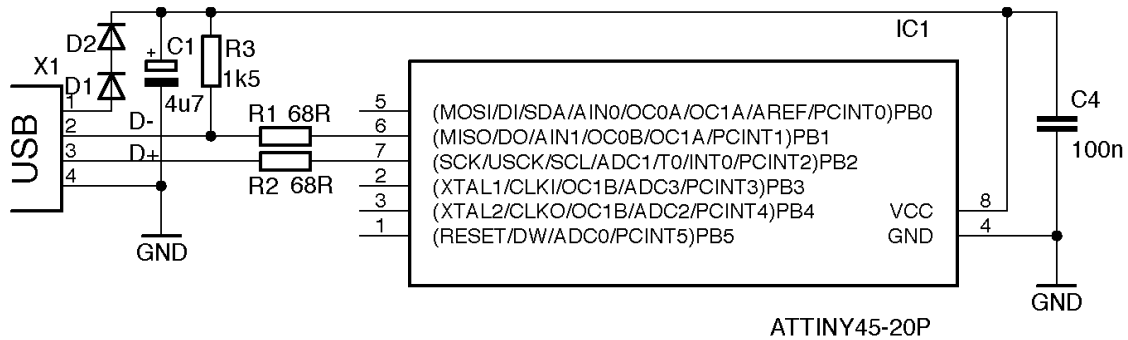 D2
C1
R3
IC1
X1
D1
+
4u7
1k5
USB
1
2
3
4
D-
D+
R1 68R
R2 68R
GND
5
6
7
2
3
1
(MOSI/DI/SDA/AIN0/OC0A/OC1A/AREF/PCINT0)PB0
(MISO/DO/AIN1/OC0B/OC1A/PCINT1)PB1
(SCK/USCK/SCL/ADC1/T0/INT0/PCINT2)PB2
(XTAL1/CLKI/OC1B/ADC3/PCINT3)PB3
(XTAL2/CLKO/OC1B/ADC2/PCINT4)PB4
(RESET/DW/ADC0/PCINT5)PB5
VCC
GND
8
4
C4
100n
GND
ATTINY45-20P